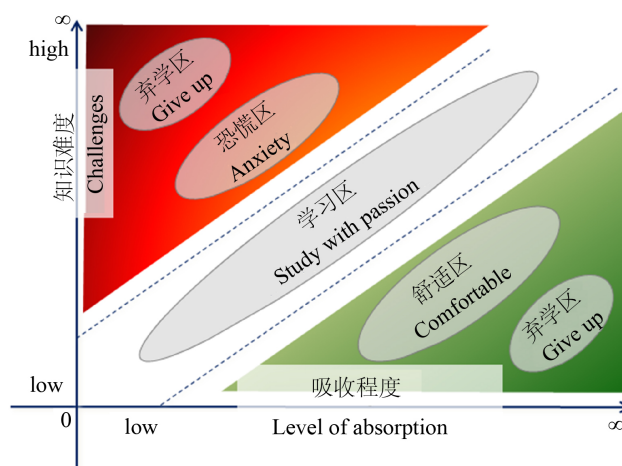 ∞
high
知识难度
Challenges
弃学区
Give up
恐慌区
Anxiety
学习区
Study with passion
舒适区
Comfortable
弃学区
Give up
low
吸收程度
0
low
Level of absorption
∞